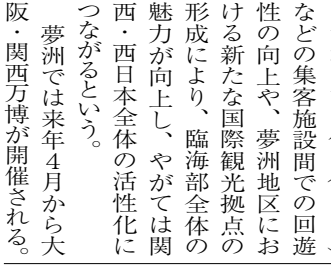 などの集客施設間での回遊
性の向上や、夢洲地区にお
ける新たな国際観光拠点の
形成により、臨海部全体の
魅力が向上し、やがては関
西・西日本全体の活性化に
つながるという。
夢洲では来年4月から大
阪・関西万博が開催される。